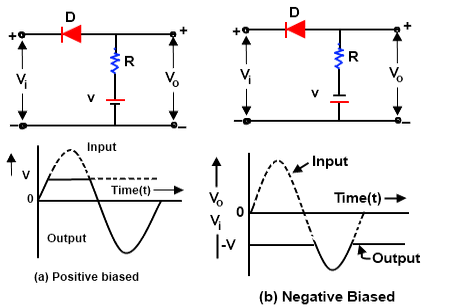 D
+
+
R
Vi
Vo
v
−
−
D
+
+
R
Vi
Vo
v
−
−
Input
V
Time(t)
0
Output
(a) Positive biased
Input
Vo
Time(t)
0
Vi
-V
Output
(b) Negative Biased